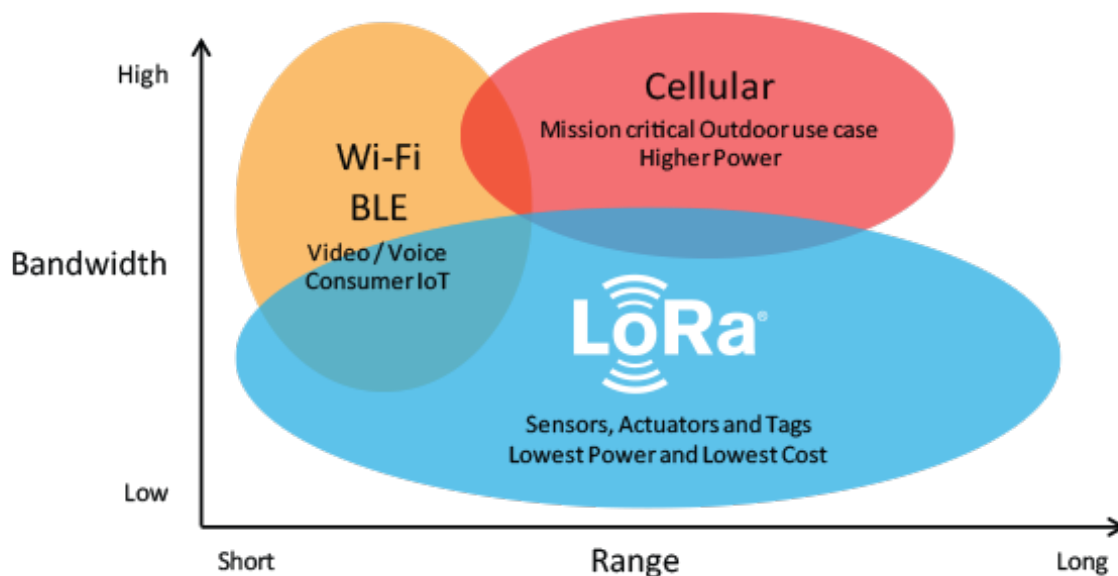 High
Cellular
Mission critical Outdoor use case
Higher Power
Wi-Fi
BLE
Video / Voice
Consumer IoT
Bandwidth
LoRa®
Sensors, Actuators and Tags
Lowest Power and Lowest Cost
Low
Short
Range
Long